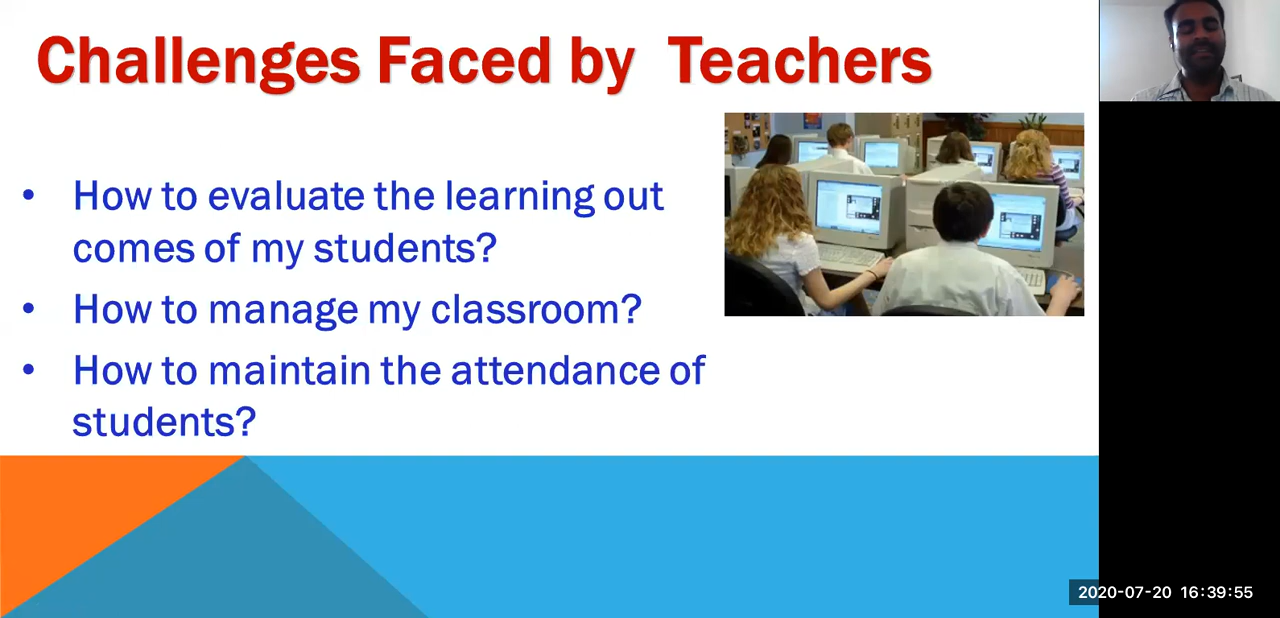 Challenges Faced by Teachers
• How to evaluate the learning out
comes of my students?
• How to manage my classroom?
• How to maintain the attendance of
students?
2020-07-20 16:39:55